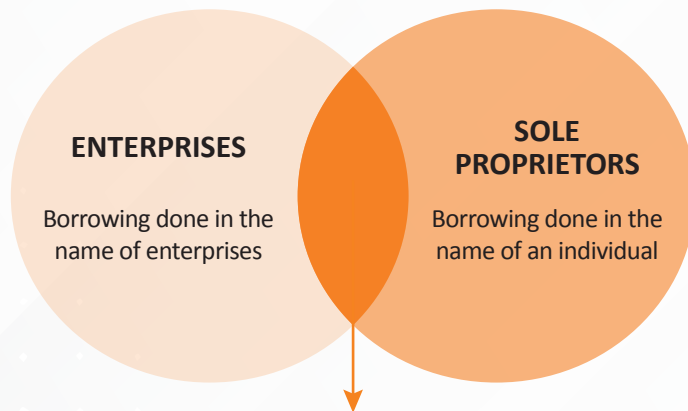 ENTERPRISES
Borrowing done in the
name of enterprises
SOLE
PROPRIETORS
Borrowing done in the
name of an individual